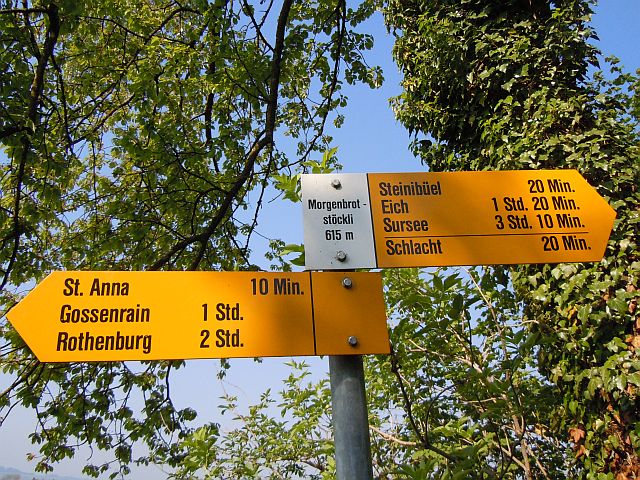 Morgenbrot-
stöckli
615 m
Steinibüel 20 Min.
Eich 1 Std. 20 Min.
Sursee 3 Std. 10 Min.
Schlacht 20 Min.
St. Anna 10 Min.
Gossenrain 1 Std.
Rothenburg 2 Std.